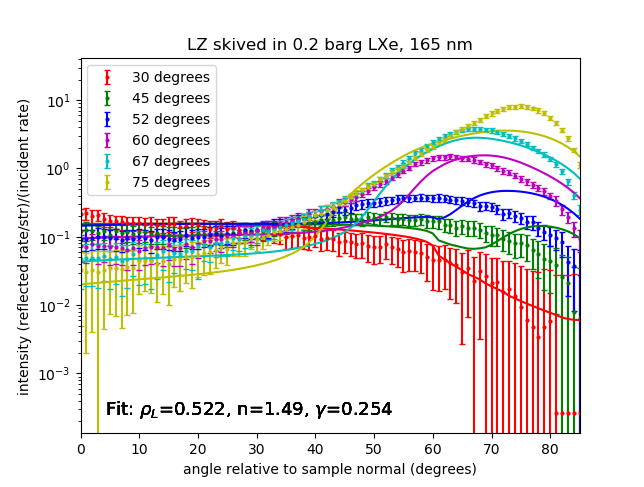 LZ skived in 0.2 barg LXe, 165 nm
30 degrees
45 degrees
52 degrees
60 degrees
67 degrees
75 degrees
intensity (reflected rate/str)/(incident rate)
10¹
10⁰
10⁻¹
10⁻²
10⁻³
Fit: ρ_L=0.522, n=1.49, γ=0.254
0 10 20 30 40 50 60 70 80
angle relative to sample normal (degrees)